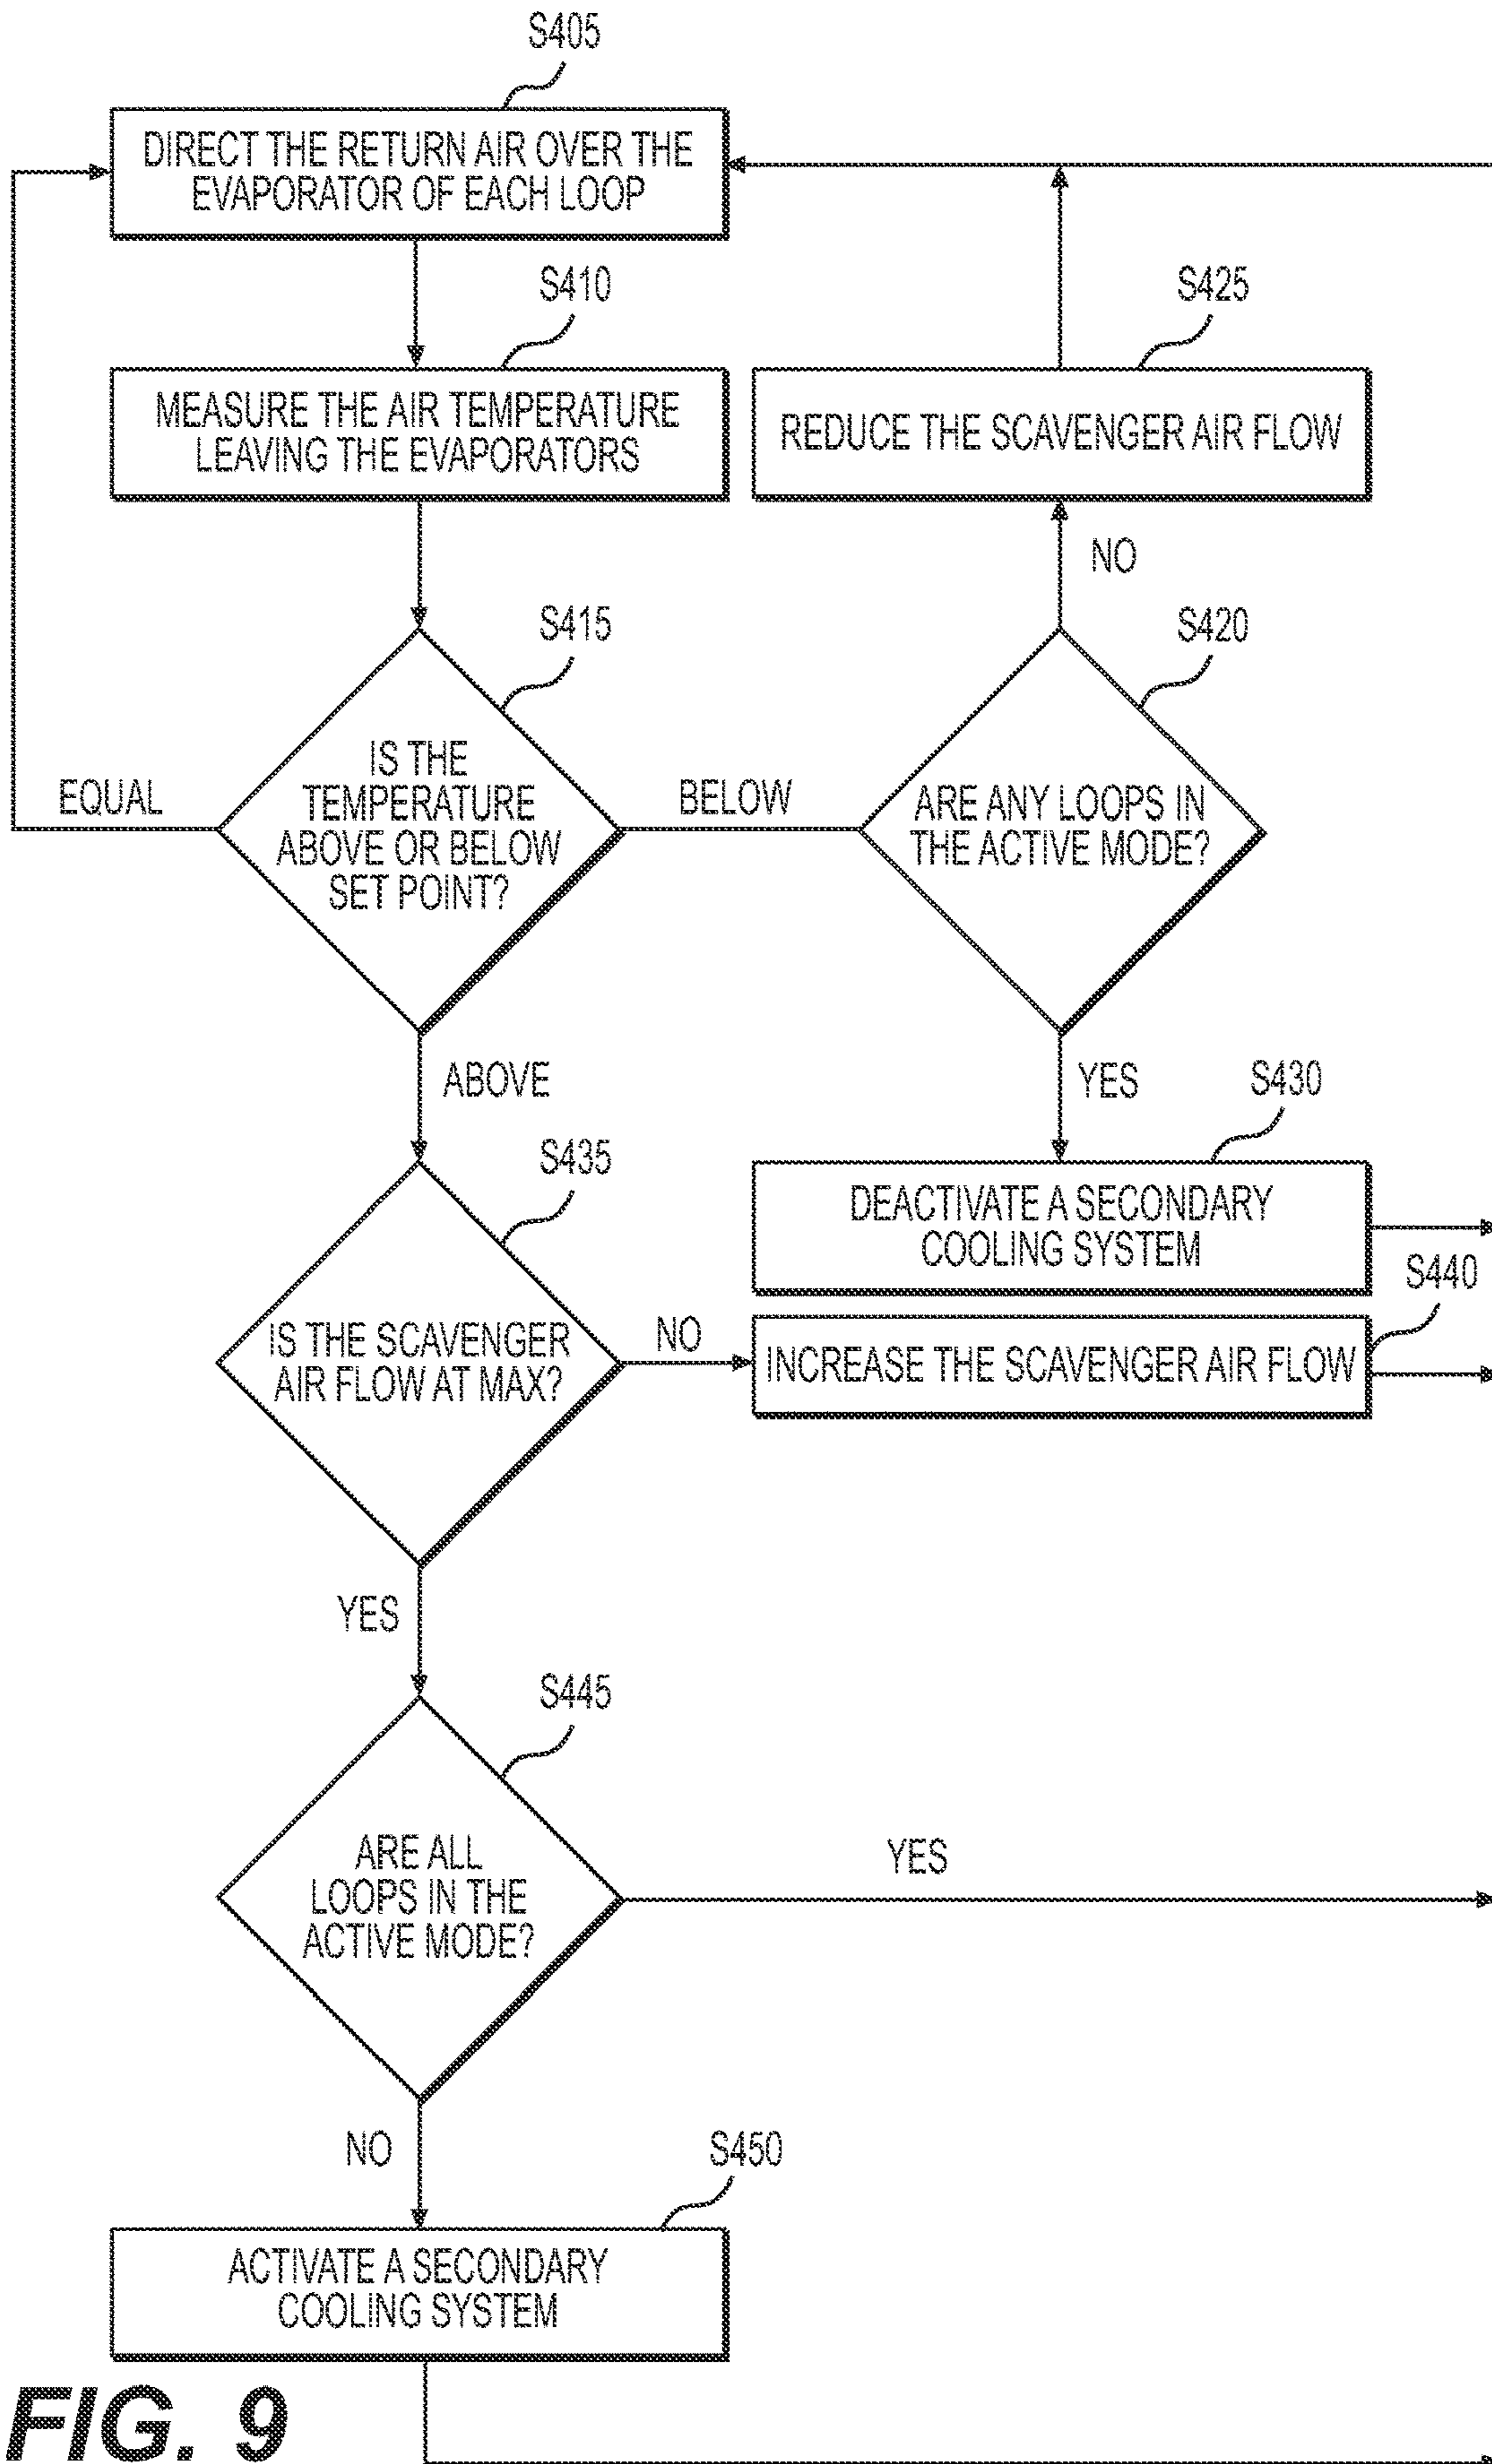 S405
DIRECT THE RETURN AIR OVER THE
EVAPORATOR OF EACH LOOP
S410
MEASURE THE AIR TEMPERATURE
LEAVING THE EVAPORATORS
S425
REDUCE THE SCAVENGER AIR FLOW
NO
S415
IS THE
TEMPERATURE
ABOVE OR BELOW
SET POINT?
EQUAL
BELOW
S420
ARE ANY LOOPS IN
THE ACTIVE MODE?
ABOVE
YES
S430
DEACTIVATE A SECONDARY
COOLING SYSTEM
S435
IS THE SCAVENGER
AIR FLOW AT MAX?
NO
S440
INCREASE THE SCAVENGER AIR FLOW
YES
S445
ARE ALL
LOOPS IN THE
ACTIVE MODE?
YES
NO
S450
ACTIVATE A SECONDARY
COOLING SYSTEM
FIG. 9